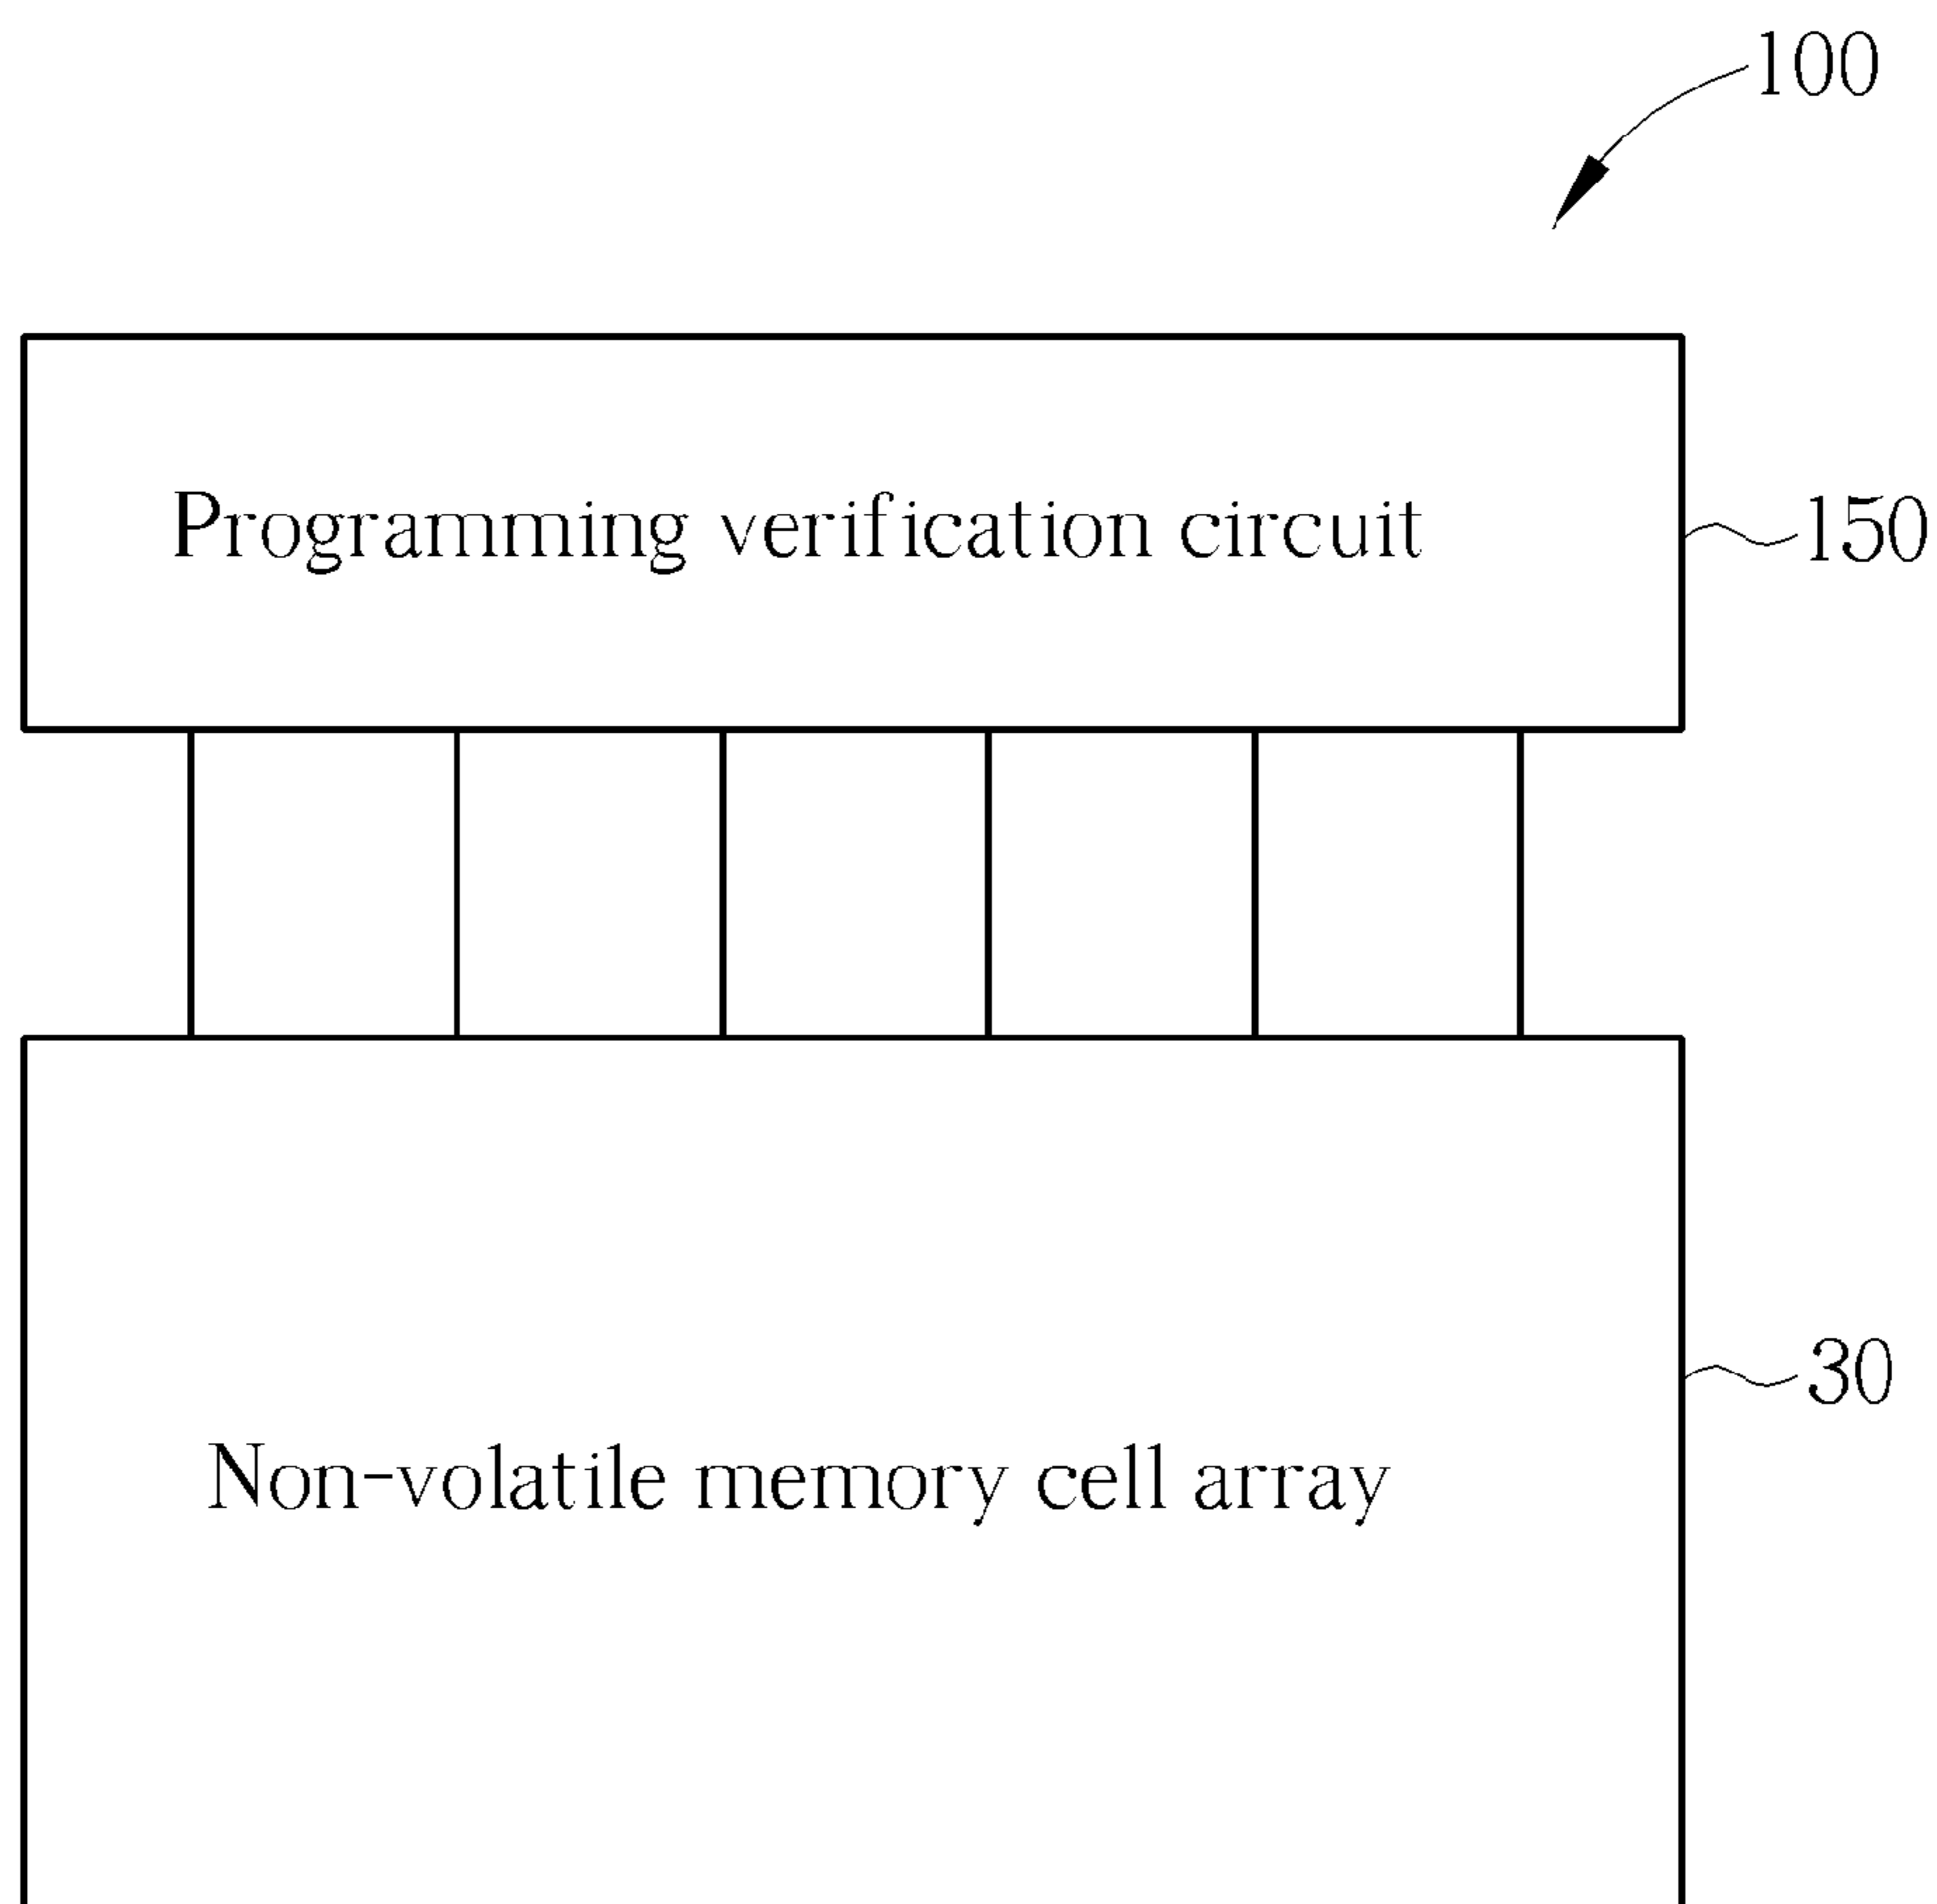 100
Programming verification circuit
150
30
Non-volatile memory cell array